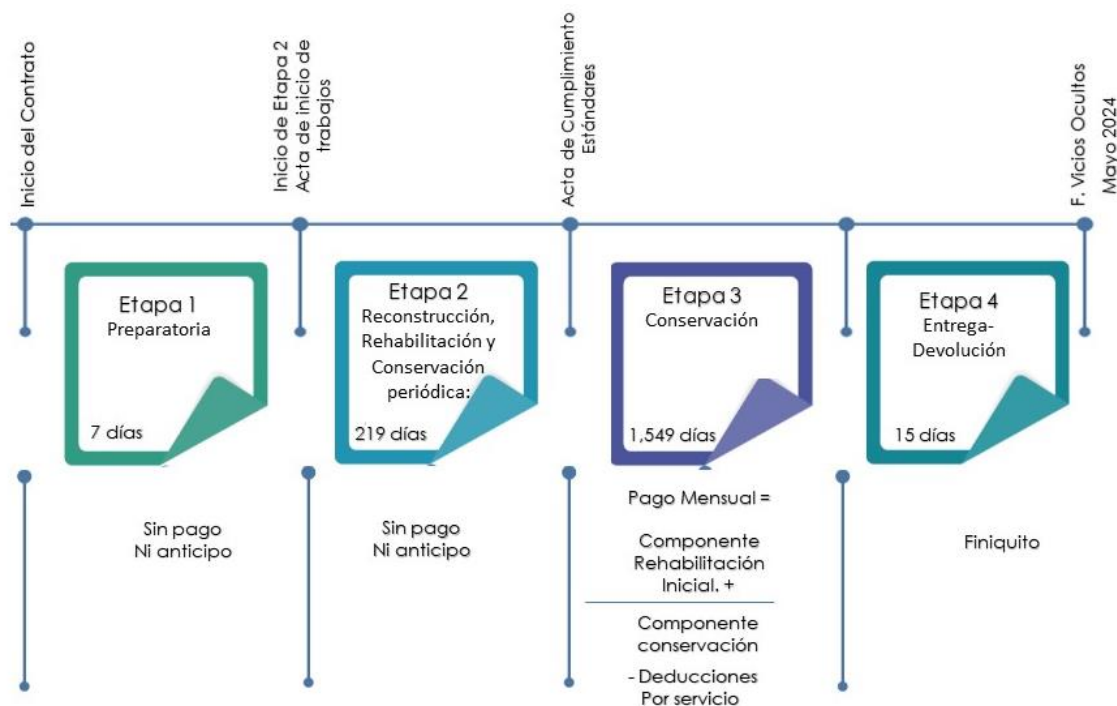 Inicio del Contrato
Inicio de Etapa 2
Acta de inicio de
trabajos
Acta de Cumplimiento
Estándares
F. Vicios Ocultos
Mayo 2024
Etapa 1
Preparatoria
7 días
Etapa 2
Reconstrucción,
Rehabilitación y
Conservación
periódica:
219 días
Etapa 3
Conservación
1,549 días
Etapa 4
Entrega-
Devolución
15 días
Sin pago
Ni anticipo
Sin pago
Ni anticipo
Pago Mensual =
Componente
Rehabilitación
Inicial. +
Componente
conservación
- Deducciones
Por servicio
Finiquito